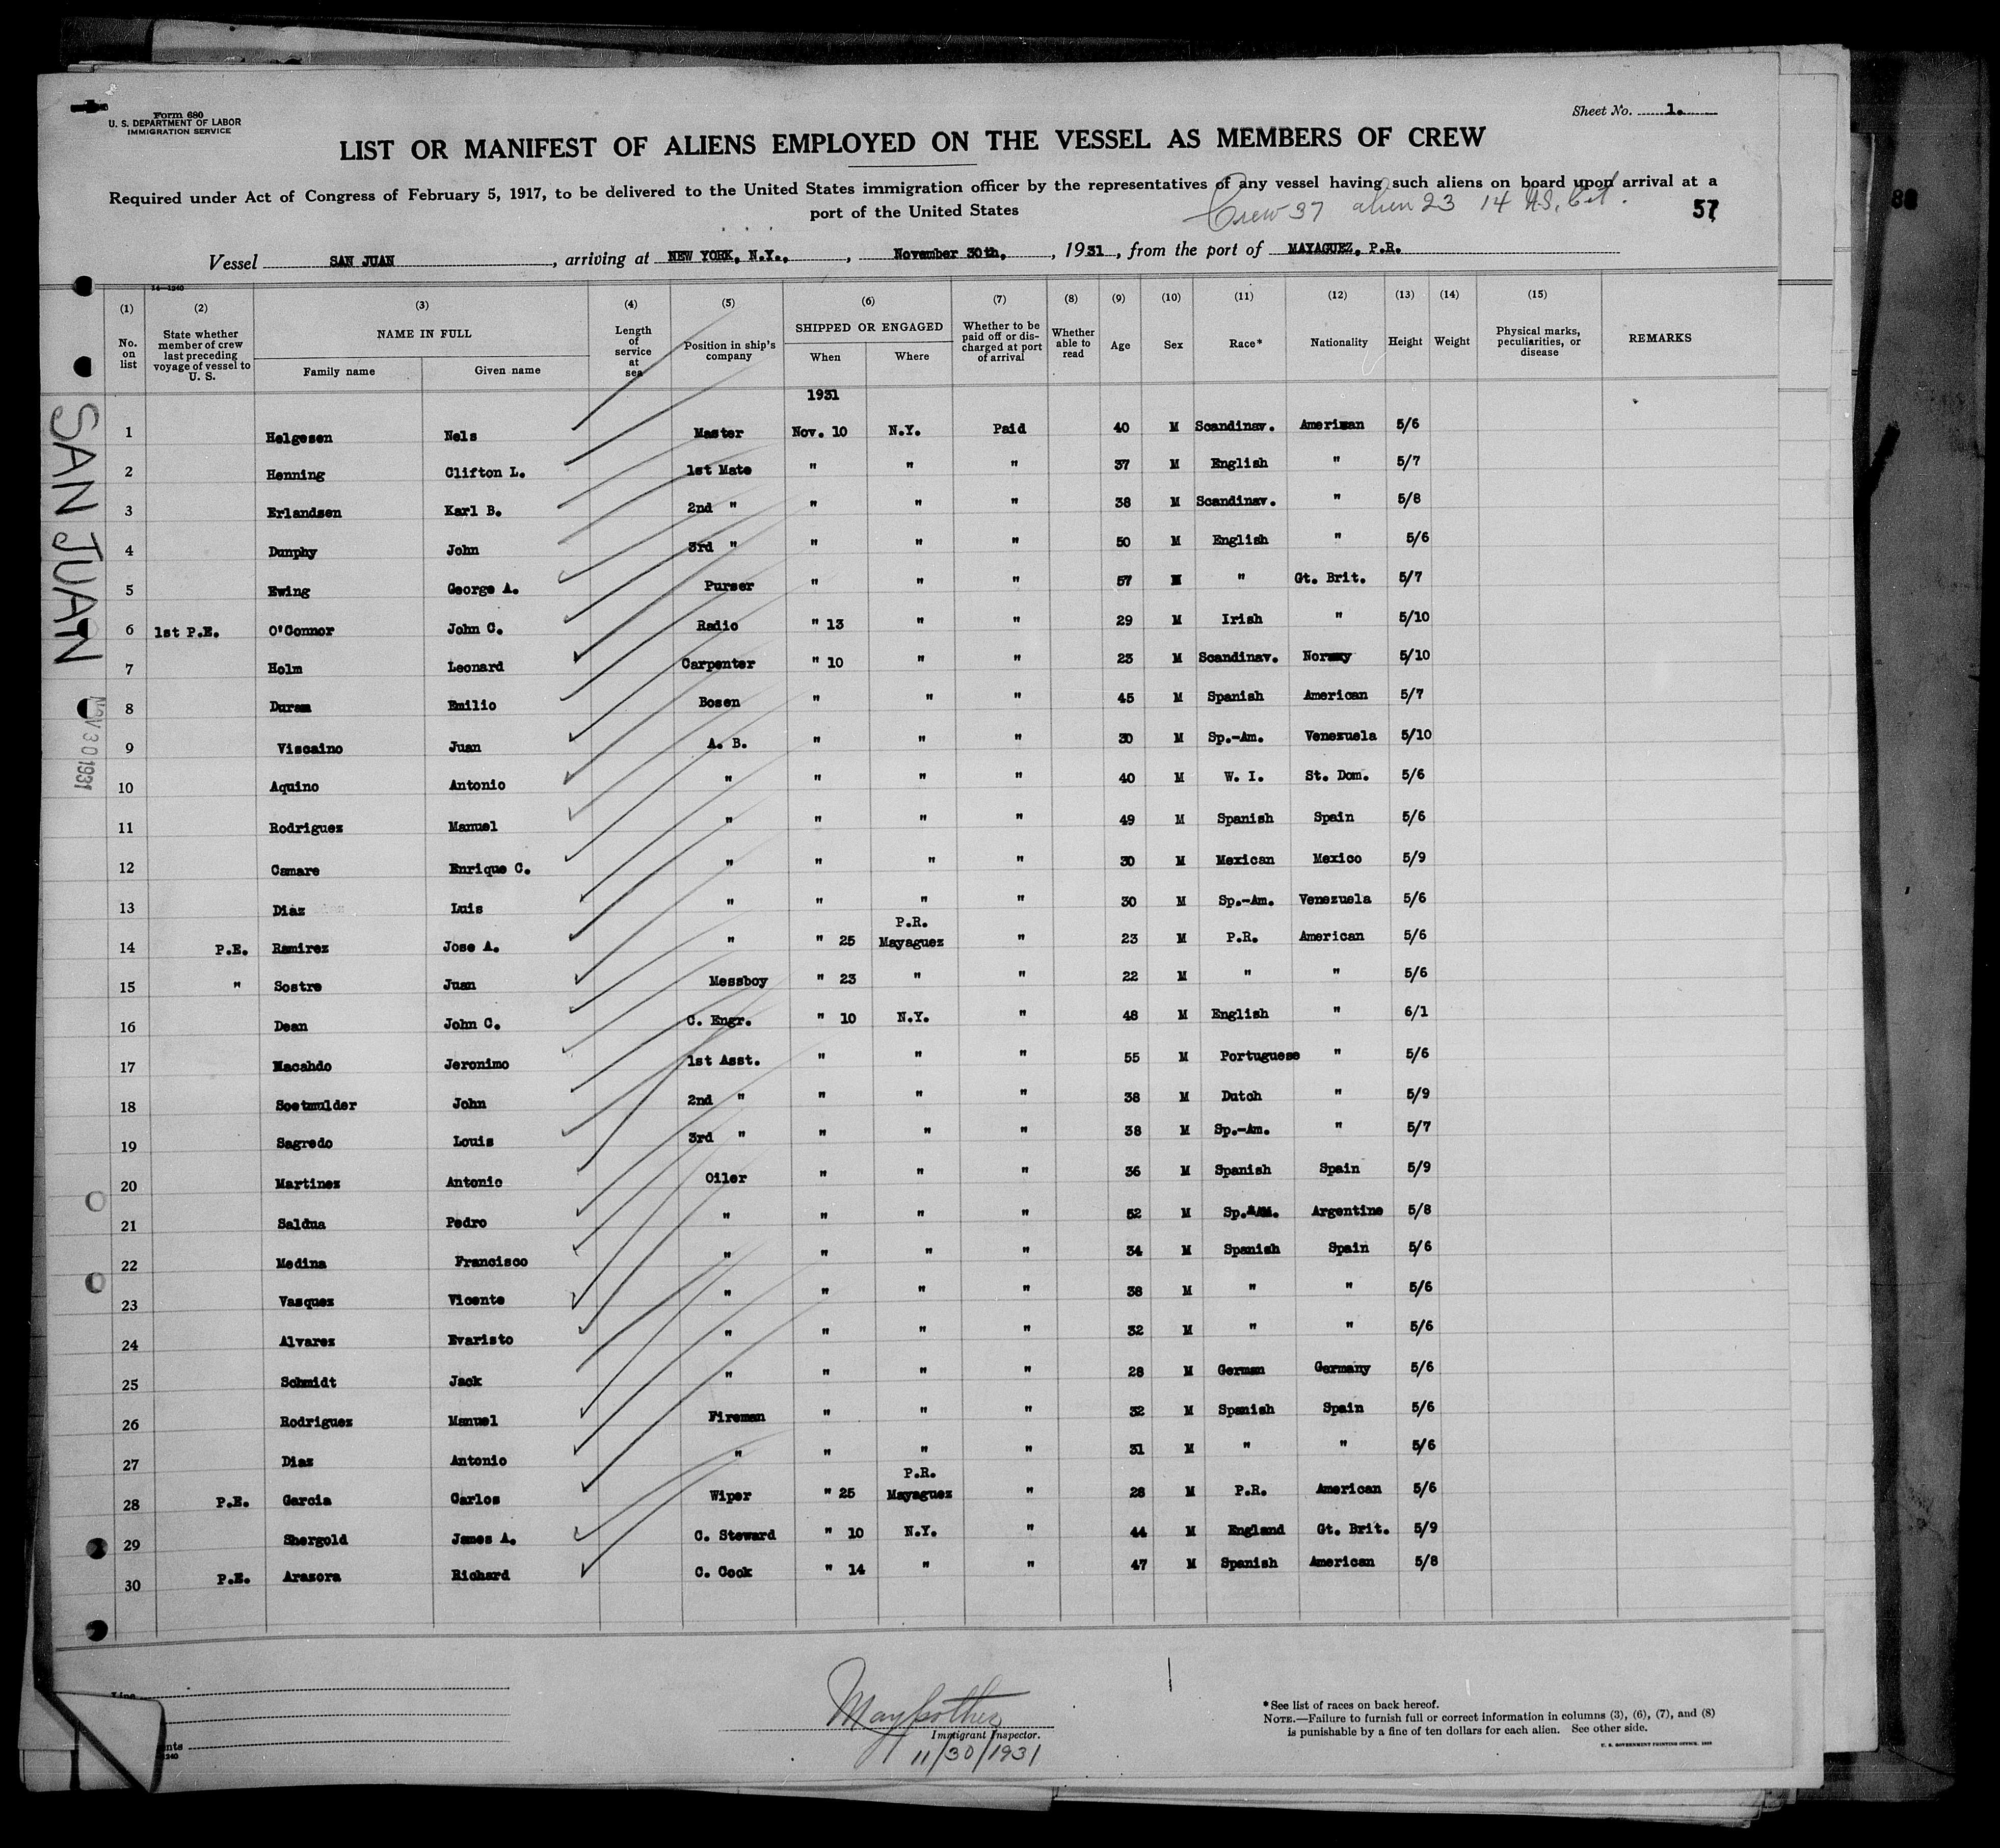 Form 680
U. S. DEPARTMENT OF LABOR
IMMIGRATION SERVICE
Sheet No. 1.
LIST OR MANIFEST OF ALIENS EMPLOYED ON THE VESSEL AS MEMBERS OF CREW
Required under Act of Congress of February 5, 1917, to be delivered to the United States immigration officer by the representatives of any vessel having such aliens on board upon arrival at a
port of the United States
Crew 37 alien 23 14 U.S. Cit.
57
88
Vessel SAN JUAN, arriving at NEW YORK, N.Y., November 30th, 1931, from the port of MAYAGUEZ, P.R.
14—1240
(1) (2) (3) (4) (5) (6) (7) (8) (9) (10) (11) (12) (13) (14) (15)
No. on list
State whether member of crew last preceding voyage of vessel to U. S.
NAME IN FULL
Family name
Given name
Length of service at sea
Position in ship's company
SHIPPED OR ENGAGED
When
Where
Whether to be paid off or discharged at port of arrival
Whether able to read
Age
Sex
Race*
Nationality
Height
Weight
Physical marks, peculiarities, or disease
REMARKS
1931
1 Helgesen Nels Master Nov. 10 N.Y. Paid 40 M Scandinav. American 5/6
2 Henning Clifton L. 1st Mate " " " 37 M English " 5/7
3 Erlandsen Karl B. 2nd " " " " 38 M Scandinav. " 5/8
4 Dunphy John 3rd " " " " 50 M English " 5/6
5 Ewing George A. Purser " " " 57 M " Gt. Brit. 5/7
6 1st P.E. O'Connor John C. Radio " 13 " " 29 M Irish " 5/10
7 Holm Leonard Carpenter " 10 " " 23 M Scandinav. Norway 5/10
8 Duram Emilio Bosen " " " 45 M Spanish American 5/7
9 Viscaino Juan A. B. " " " 30 M Sp.-Am. Venezuela 5/10
10 Aquino Antonio " " " " 40 M W. I. St. Dom. 5/6
11 Rodriguez Manuel " " " " 49 M Spanish Spain 5/6
12 Camare Enrique C. " " " " 30 M Mexican Mexico 5/9
13 Diaz Luis " " " " 30 M Sp.-Am. Venezuela 5/6
14 P.E. Ramirez Jose A. " " 25 P.R. Mayaguez " 23 M P.R. American 5/6
15 " Sostre Juan Messboy " 23 " " 22 M " " 5/6
16 Dean John C. C. Engr. " 10 N.Y. " 48 M English " 6/1
17 Macahdo Jeronimo 1st Asst. " " " 55 M Portuguese " 5/6
18 Soetmulder John 2nd " " " " 38 M Dutch " 5/9
19 Sagredo Louis 3rd " " " " 38 M Sp.-Am. " 5/7
20 Martinez Antonio Oiler " " " 36 M Spanish Spain 5/9
21 Saldua Pedro " " " " 52 M Sp.-Am. Argentine 5/8
22 Medina Francisco " " " " 34 M Spanish Spain 5/6
23 Vasquez Vicente " " " " 38 M " " 5/6
24 Alvarez Evaristo " " " " 32 M " " 5/6
25 Schmidt Jack " " " " 28 M German Germany 5/6
26 Rodriguez Manuel Fireman " " " 32 M Spanish Spain 5/6
27 Diaz Antonio " " " " 31 M " " 5/6
28 P.E. Garcia Carlos Wiper " 25 P.R. Mayaguez " 28 M P.R. American 5/6
29 Shergold James A. C. Steward " 10 N.Y. " 44 M England Gt. Brit. 5/9
30 P.E. Arazora Richard C. Cook " 14 " " 47 M Spanish American 5/8
SAN JUAN
NOV 30 1931
Immigrant Inspector.
11/30/1931
*See list of races on back hereof.
NOTE.—Failure to furnish full or correct information in columns (3), (6), (7), and (8)
is punishable by a fine of ten dollars for each alien. See other side.
U. S. GOVERNMENT PRINTING OFFICE